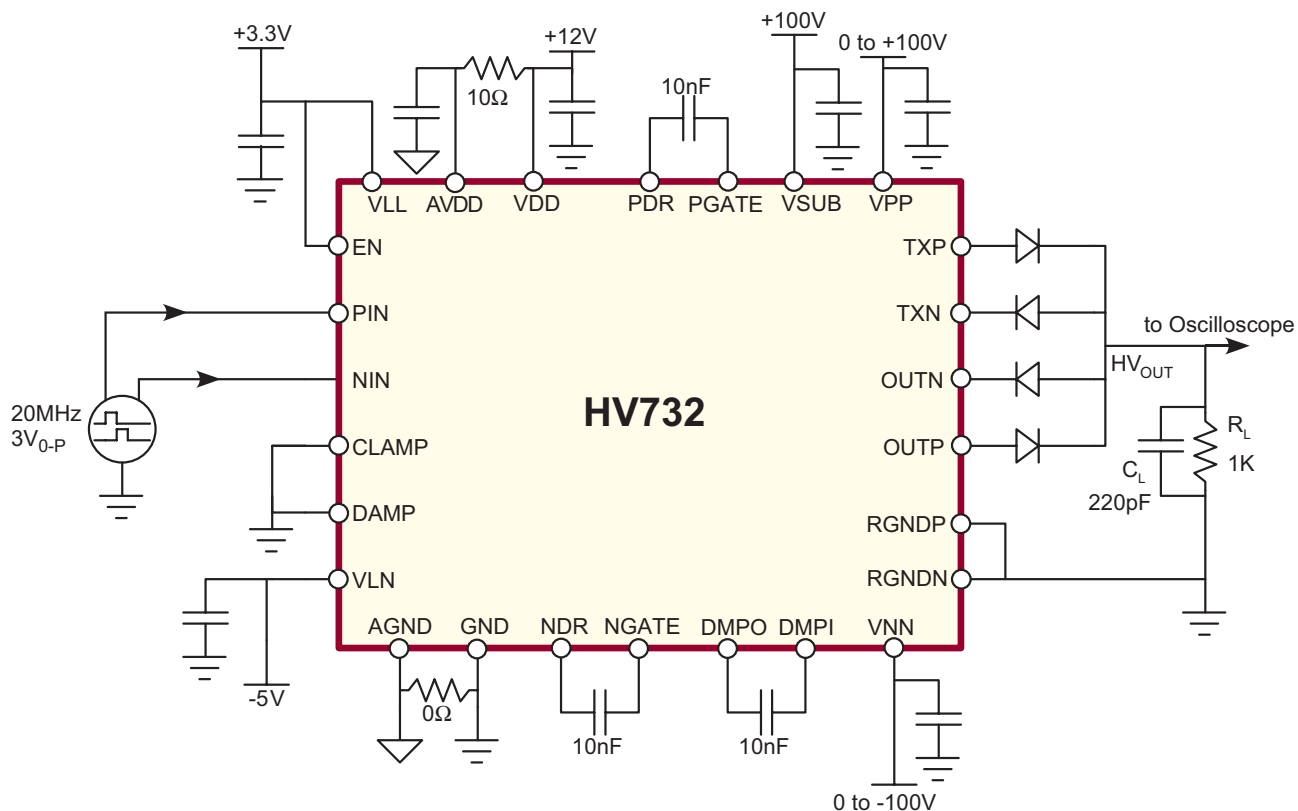 +100V
+3.3V
+12V
0 to +100V
10nF
10Ω
VLL
AVDD
VDD
PDR
PGATE
VSUB
VPP
EN
TXP
PIN
TXN
to Oscilloscope
HVOUT
NIN
OUTN
20MHz
3V0-P
HV732
CLAMP
OUTP
RL
1K
CL
220pF
DAMP
RGNDP
VLN
RGNDN
AGND
GND
NDR
NGATE
DMPO
DMPI
VNN
-5V
0Ω
10nF
10nF
0 to -100V